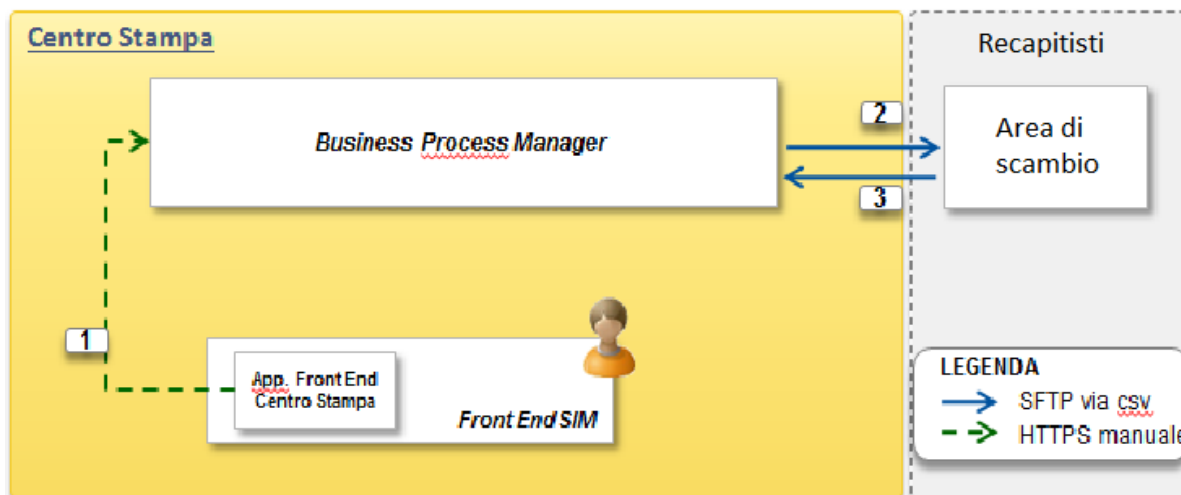 Centro Stampa
Recapitisti
Business Process Manager
2
Area di
scambio
3
1
App. Front End
Centro Stampa
Front End SIM
LEGENDA
SFTP via csv
HTTPS manuale